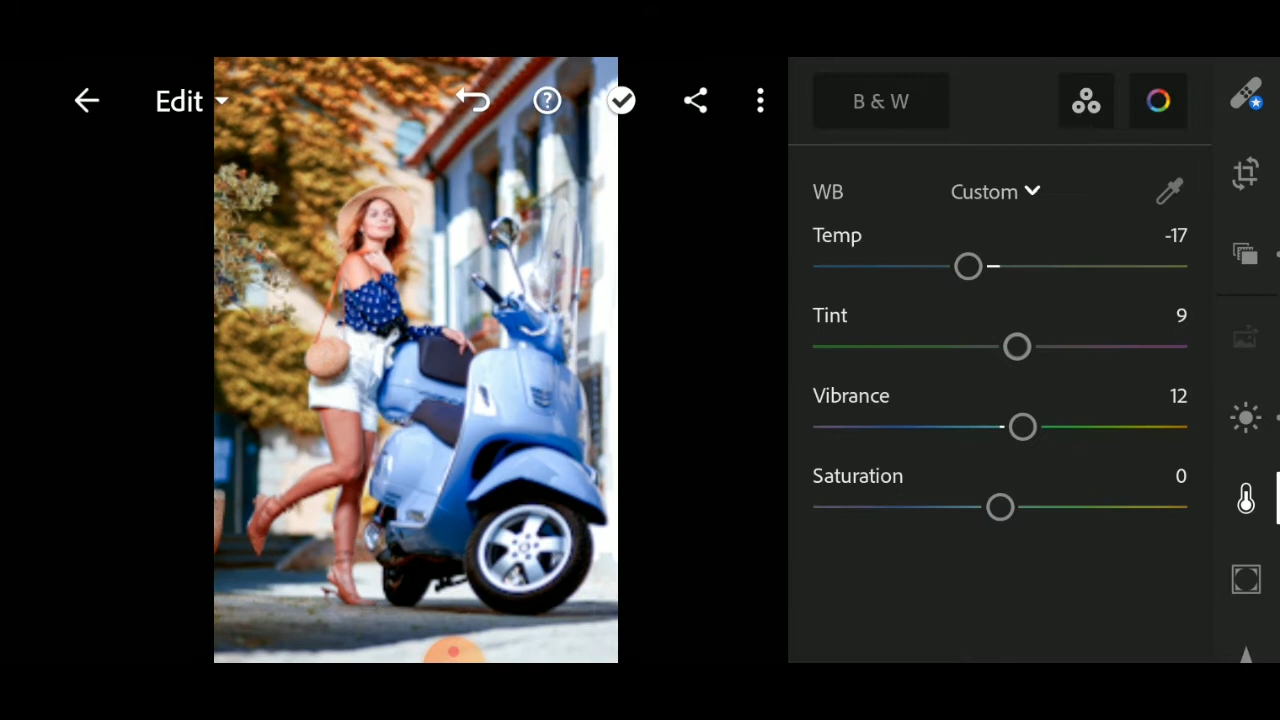 Edit
B & W
WB Custom
Temp -17
Tint 9
Vibrance 12
Saturation 0